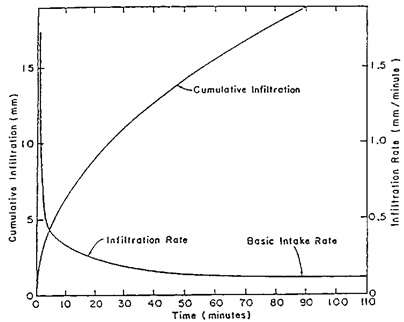 Cumulative Infiltration (mm)
15
10
5
0
Cumulative Infiltration
Infiltration Rate
Basic Intake Rate
1.5
1.0
0.5
0
Infiltration Rate (mm/minute)
0 10 20 30 40 50 60 70 80 90 100 110
Time (minutes)